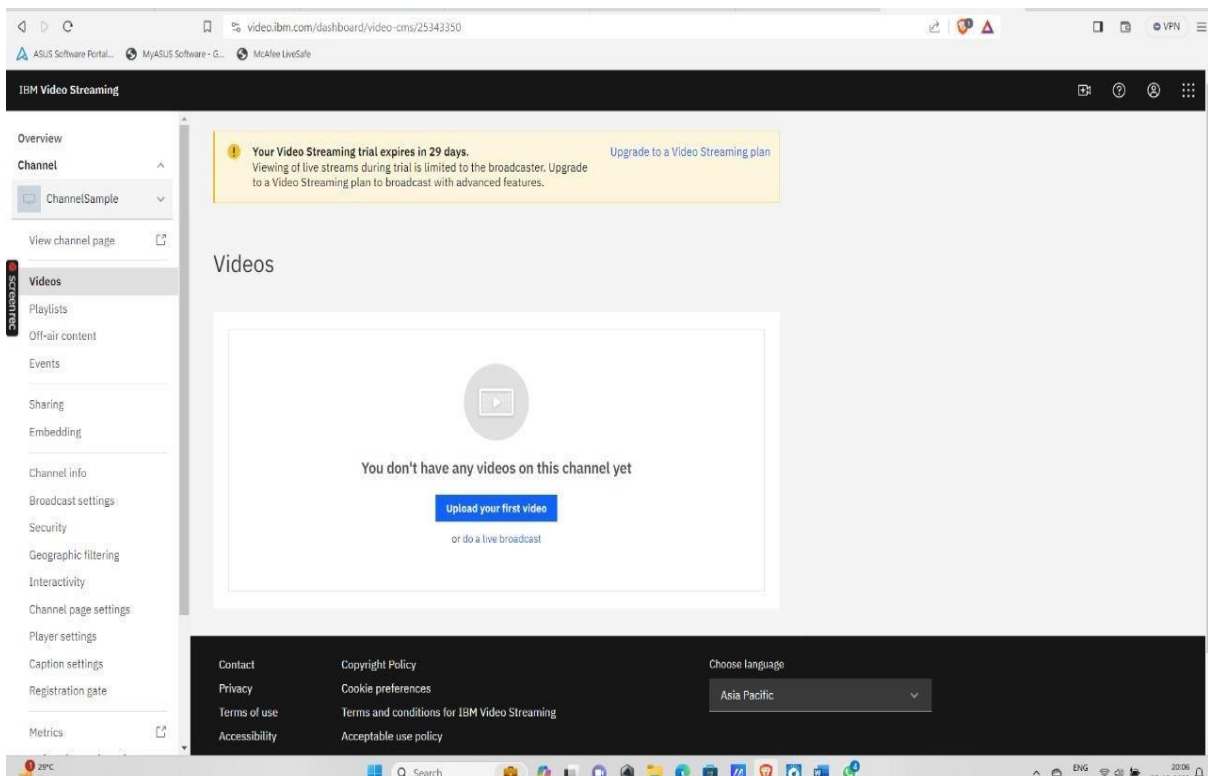 video.ibm.com/dashboard/video-cms/25343350
VPN
ASUS Software Portal...
MyASUS Software - G...
McAfee LiveSafe
IBM Video Streaming
Overview
Channel
ChannelSample
View channel page
Videos
Playlists
Off-air content
Events
Sharing
Embedding
Channel info
Broadcast settings
Security
Geographic filtering
Interactivity
Channel page settings
Player settings
Caption settings
Registration gate
Metrics
screenrec
Your Video Streaming trial expires in 29 days.
Upgrade to a Video Streaming plan
Viewing of live streams during trial is limited to the broadcaster. Upgrade
to a Video Streaming plan to broadcast with advanced features.
Videos
You don't have any videos on this channel yet
Upload your first video
or do a live broadcast
Contact
Privacy
Terms of use
Accessibility
Copyright Policy
Cookie preferences
Terms and conditions for IBM Video Streaming
Acceptable use policy
Choose language
Asia Pacific
29°C
Search
ENG
20:06